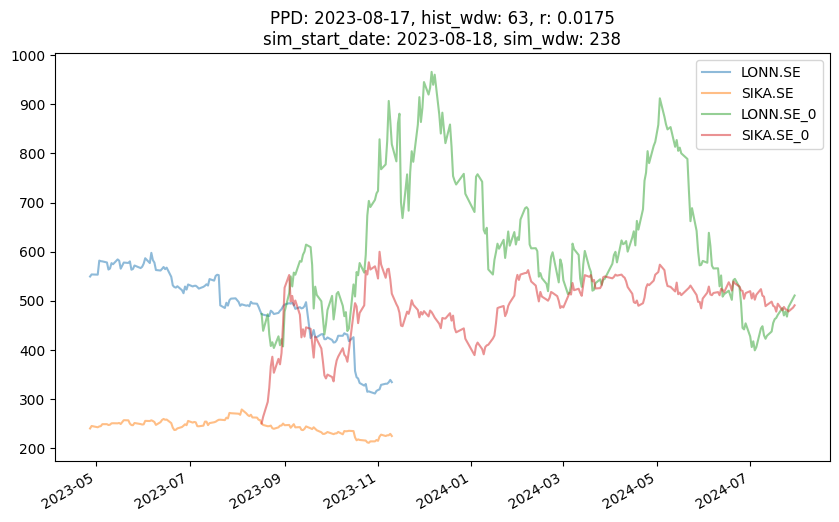 PPD: 2023-08-17, hist_wdw: 63, r: 0.0175
sim_start_date: 2023-08-18, sim_wdw: 238
1000
900
800
700
600
500
400
300
200
LONN.SE
SIKA.SE
LONN.SE_0
SIKA.SE_0
2023-05
2023-07
2023-09
2023-11
2024-01
2024-03
2024-05
2024-07